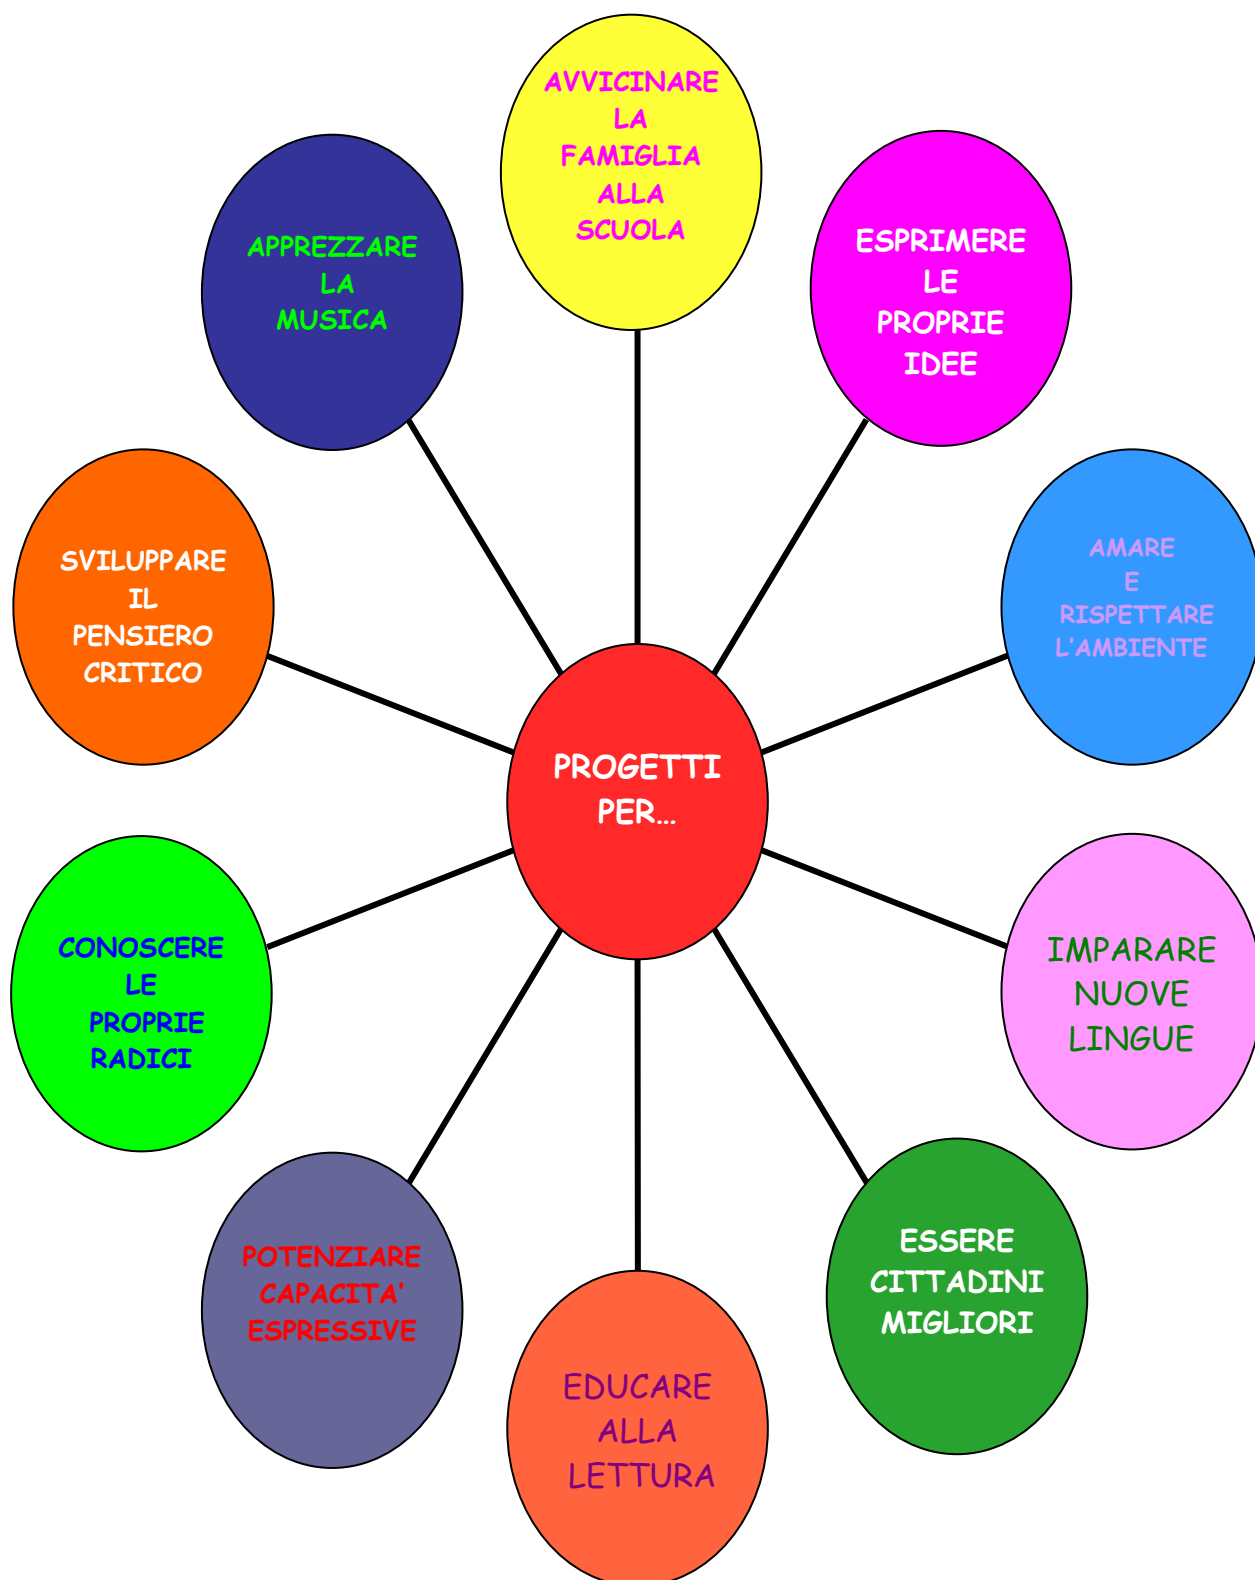 AVVICINARE
LA
FAMIGLIA
ALLA
SCUOLA
ESPRIMERE
LE
PROPRIE
IDEE
APPREZZARE
LA
MUSICA
AMARE
E
RISPETTARE
L'AMBIENTE
SVILUPPARE
IL
PENSIERO
CRITICO
PROGETTI
PER...
IMPARARE
NUOVE
LINGUE
CONOSCERE
LE
PROPRIE
RADICI
ESSERE
CITTADINI
MIGLIORI
POTENZIARE
CAPACITA'
ESPRESSIVE
EDUCARE
ALLA
LETTURA